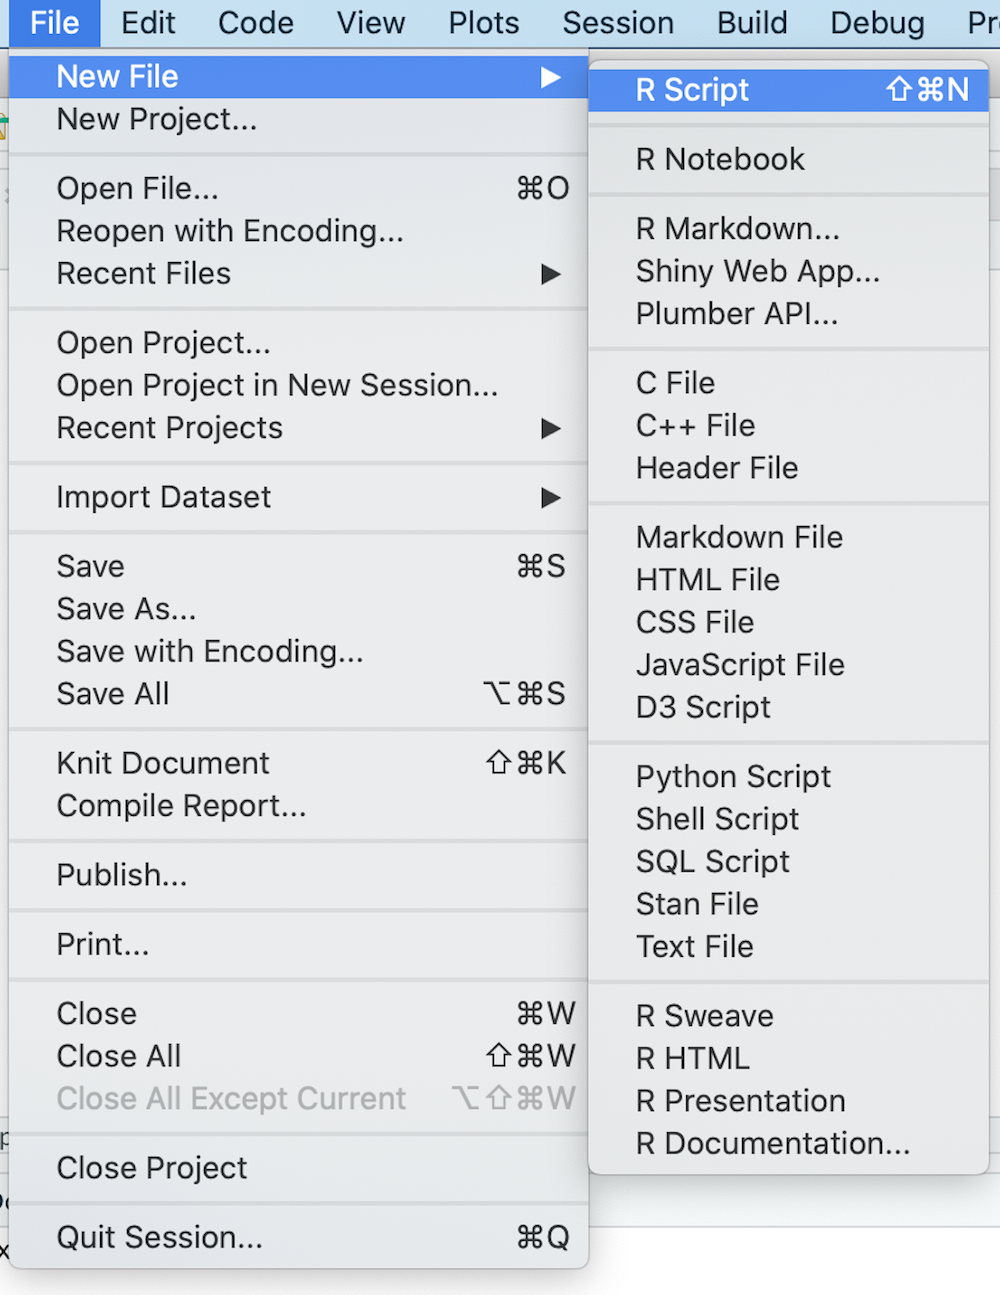 File Edit Code View Plots Session Build Debug
New File ▶
New Project...
Open File... ⌘O
Reopen with Encoding...
Recent Files ▶
Open Project...
Open Project in New Session...
Recent Projects ▶
Import Dataset ▶
Save ⌘S
Save As...
Save with Encoding...
Save All ⌥⌘S
Knit Document ⇧⌘K
Compile Report...
Publish...
Print...
Close ⌘W
Close All ⇧⌘W
Close All Except Current ⌥⇧⌘W
Close Project
Quit Session... ⌘Q
R Script ⇧⌘N
R Notebook
R Markdown...
Shiny Web App...
Plumber API...
C File
C++ File
Header File
Markdown File
HTML File
CSS File
JavaScript File
D3 Script
Python Script
Shell Script
SQL Script
Stan File
Text File
R Sweave
R HTML
R Presentation
R Documentation...